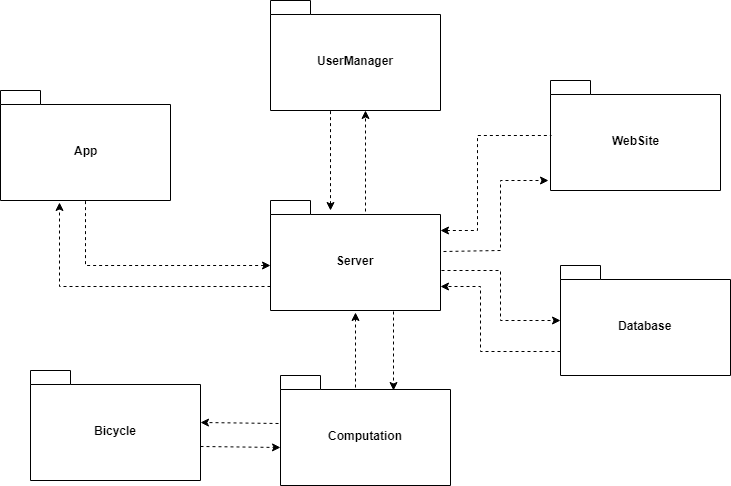 UserManager
App
WebSite
Server
Database
Bicycle
Computation